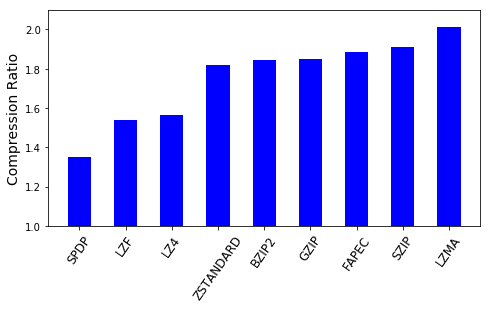 Compression Ratio
2.0
1.8
1.6
1.4
1.2
1.0
SPDP
LZF
LZ4
ZSTANDARD
BZIP2
GZIP
FAPEC
SZIP
LZMA